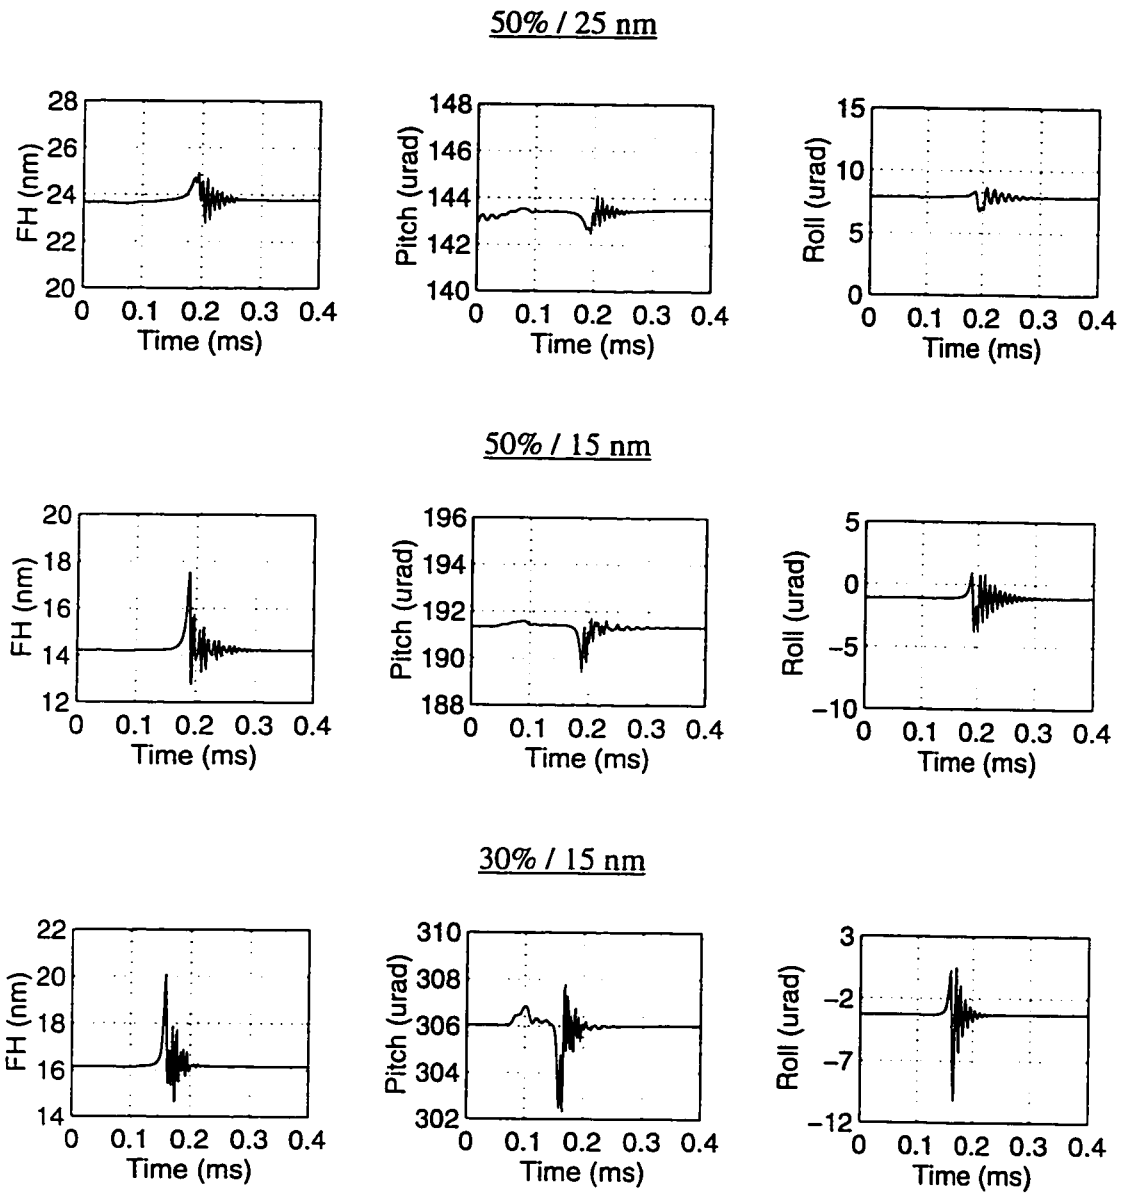 50% / 25 nm
FH (nm)
28
26
24
22
20
0 0.1 0.2 0.3 0.4
Time (ms)
Pitch (urad)
148
146
144
142
140
0 0.1 0.2 0.3 0.4
Time (ms)
Roll (urad)
15
10
5
0
0 0.1 0.2 0.3 0.4
Time (ms)
50% / 15 nm
FH (nm)
20
18
16
14
12
0 0.1 0.2 0.3 0.4
Time (ms)
Pitch (urad)
196
194
192
190
188
0 0.1 0.2 0.3 0.4
Time (ms)
Roll (urad)
5
0
−5
−10
0 0.1 0.2 0.3 0.4
Time (ms)
30% / 15 nm
FH (nm)
22
20
18
16
14
0 0.1 0.2 0.3 0.4
Time (ms)
Pitch (urad)
310
308
306
304
302
0 0.1 0.2 0.3 0.4
Time (ms)
Roll (urad)
3
−2
−7
−12
0 0.1 0.2 0.3 0.4
Time (ms)